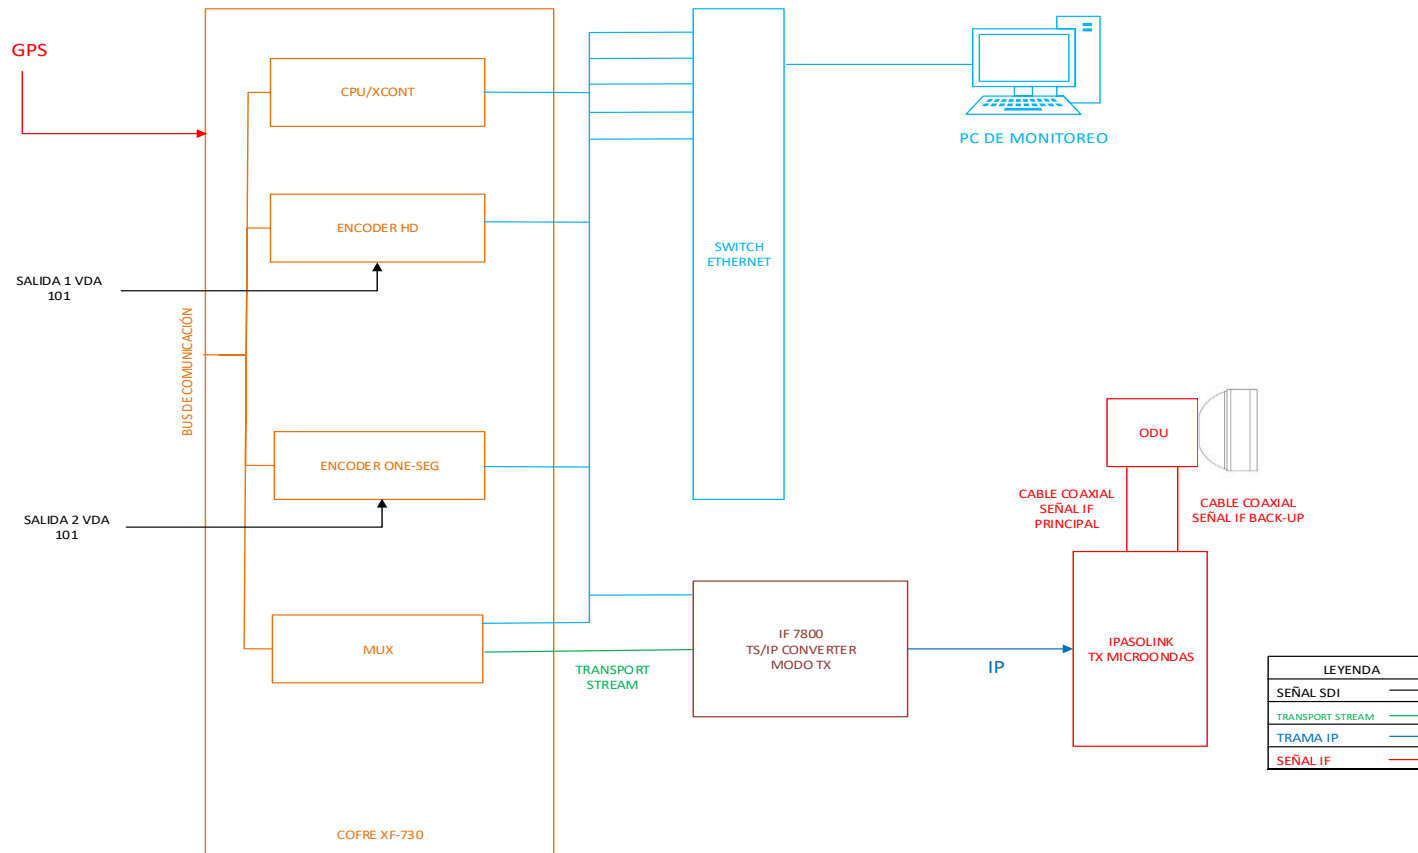 GPS
CPU/XCONT
PC DE MONITOREO
ENCODER HD
SWITCH
ETHERNET
SALIDA 1 VDA
101
BUS DE COMUNICACIÓN
ENCODER ONE-SEG
SALIDA 2 VDA
101
ODU
CABLE COAXIAL
SEÑAL IF
PRINCIPAL
CABLE COAXIAL
SEÑAL IF BACK-UP
MUX
TRANSPORT
STREAM
IF 7800
TS/IP CONVERTER
MODO TX
IP
IPASOLINK
TX MICROONDAS
LEYENDA
SEÑAL SDI
TRANSPORT STREAM
TRAMA IP
SEÑAL IF
COFRE XF-730